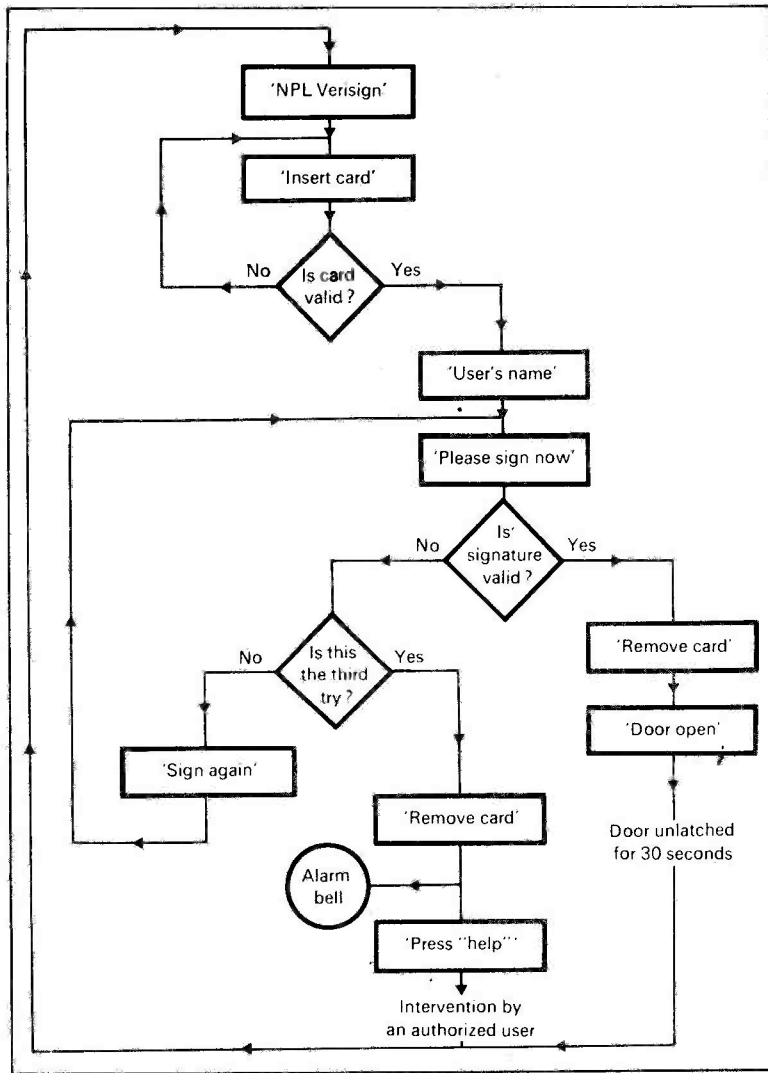 'NPL Verisign'
'Insert card'
No
Is card
valid?
Yes
'User's name'
'Please sign now'
No
Is
signature
valid?
Yes
No
Is this
the third
try?
Yes
'Remove card'
'Door open'
'Sign again'
'Remove card'
Door unlatched
for 30 seconds
Alarm
bell
'Press "help"'
Intervention by
an authorized user